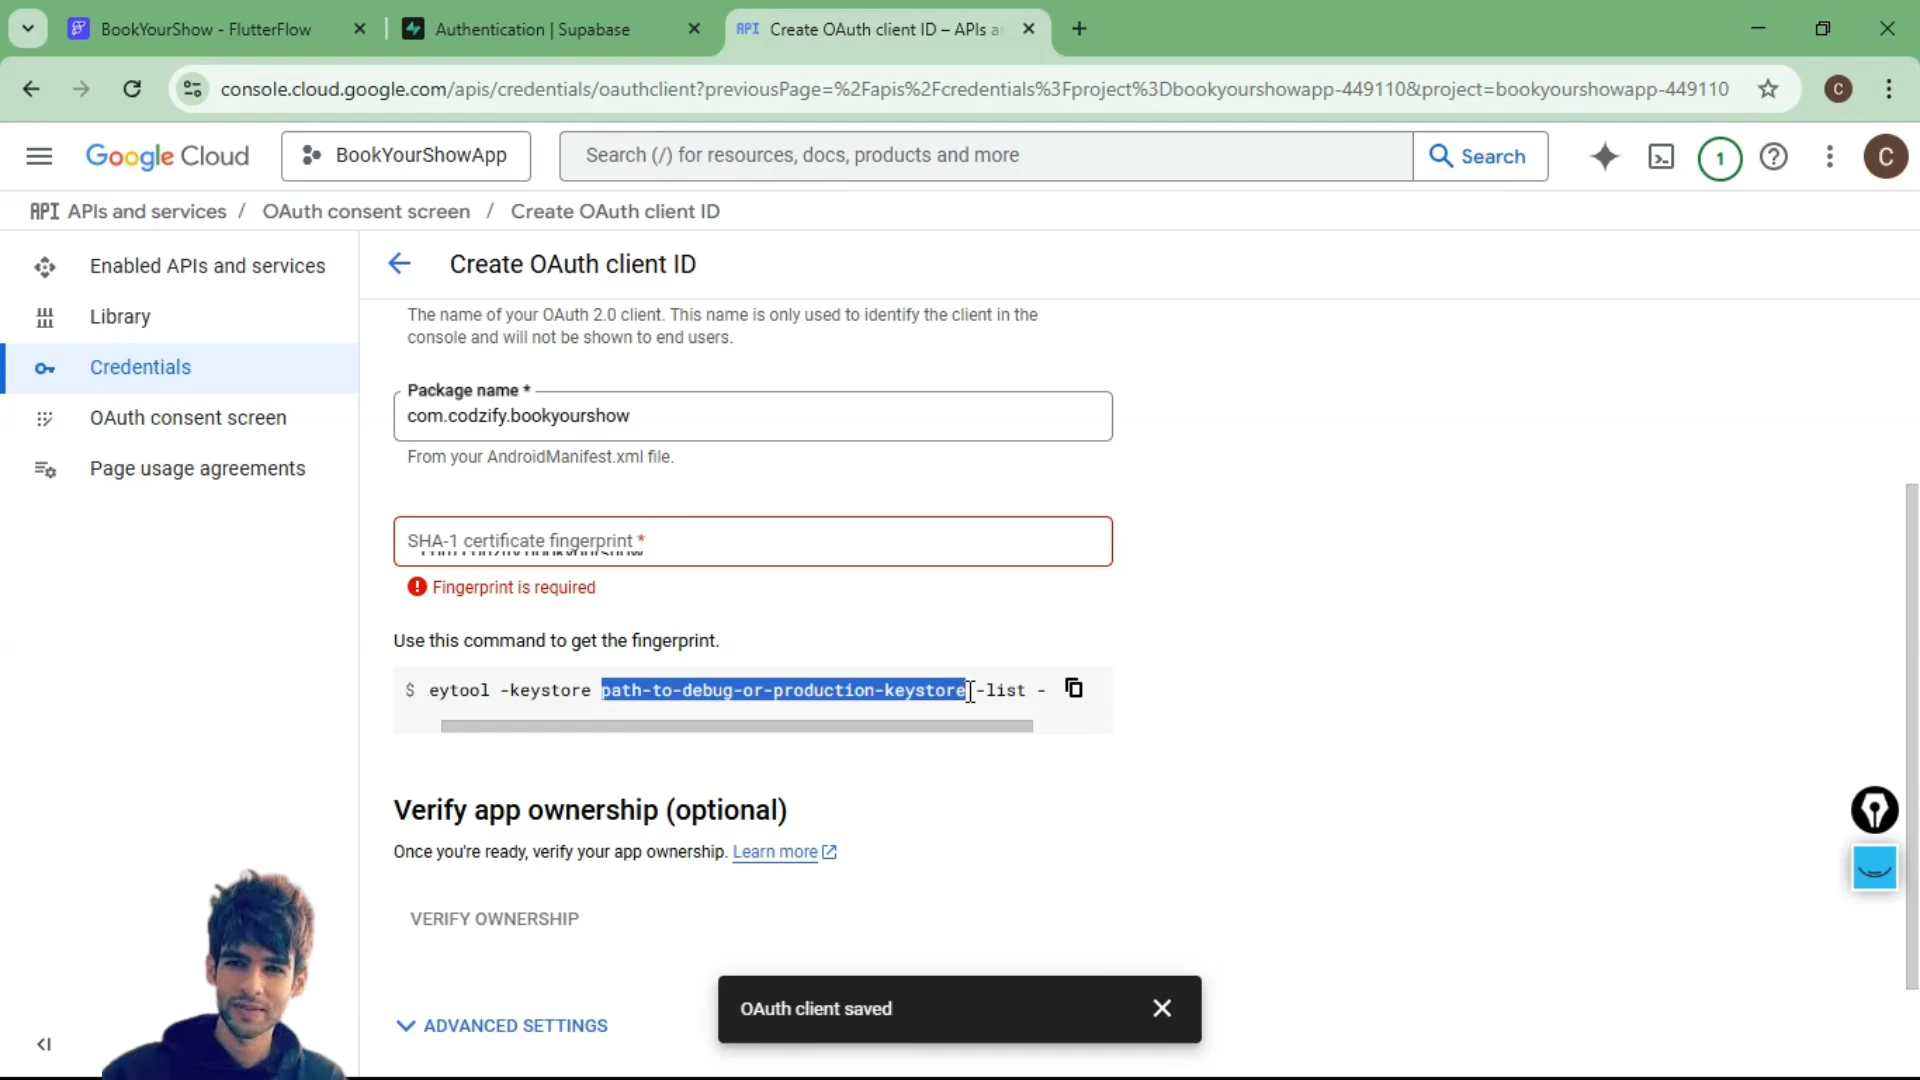 BookYourShow - FlutterFlow
Authentication | Supabase
API Create OAuth client ID – APIs a
console.cloud.google.com/apis/credentials/oauthclient?previousPage=%2Fapis%2Fcredentials%3Fproject%3Dbookyourshowapp-449110&project=bookyourshowapp-449110
C
Google Cloud
BookYourShowApp
Search (/) for resources, docs, products and more
Search
1
C
API APIs and services / OAuth consent screen / Create OAuth client ID
Enabled APIs and services
Library
Credentials
OAuth consent screen
Page usage agreements
Create OAuth client ID
The name of your OAuth 2.0 client. This name is only used to identify the client in the
console and will not be shown to end users.
Package name *
com.codzify.bookyourshow
From your AndroidManifest.xml file.
SHA-1 certificate fingerprint *
Fingerprint is required
Use this command to get the fingerprint.
$ eytool -keystore path-to-debug-or-production-keystore -list -
Verify app ownership (optional)
Once you're ready, verify your app ownership. Learn more
VERIFY OWNERSHIP
ADVANCED SETTINGS
OAuth client saved